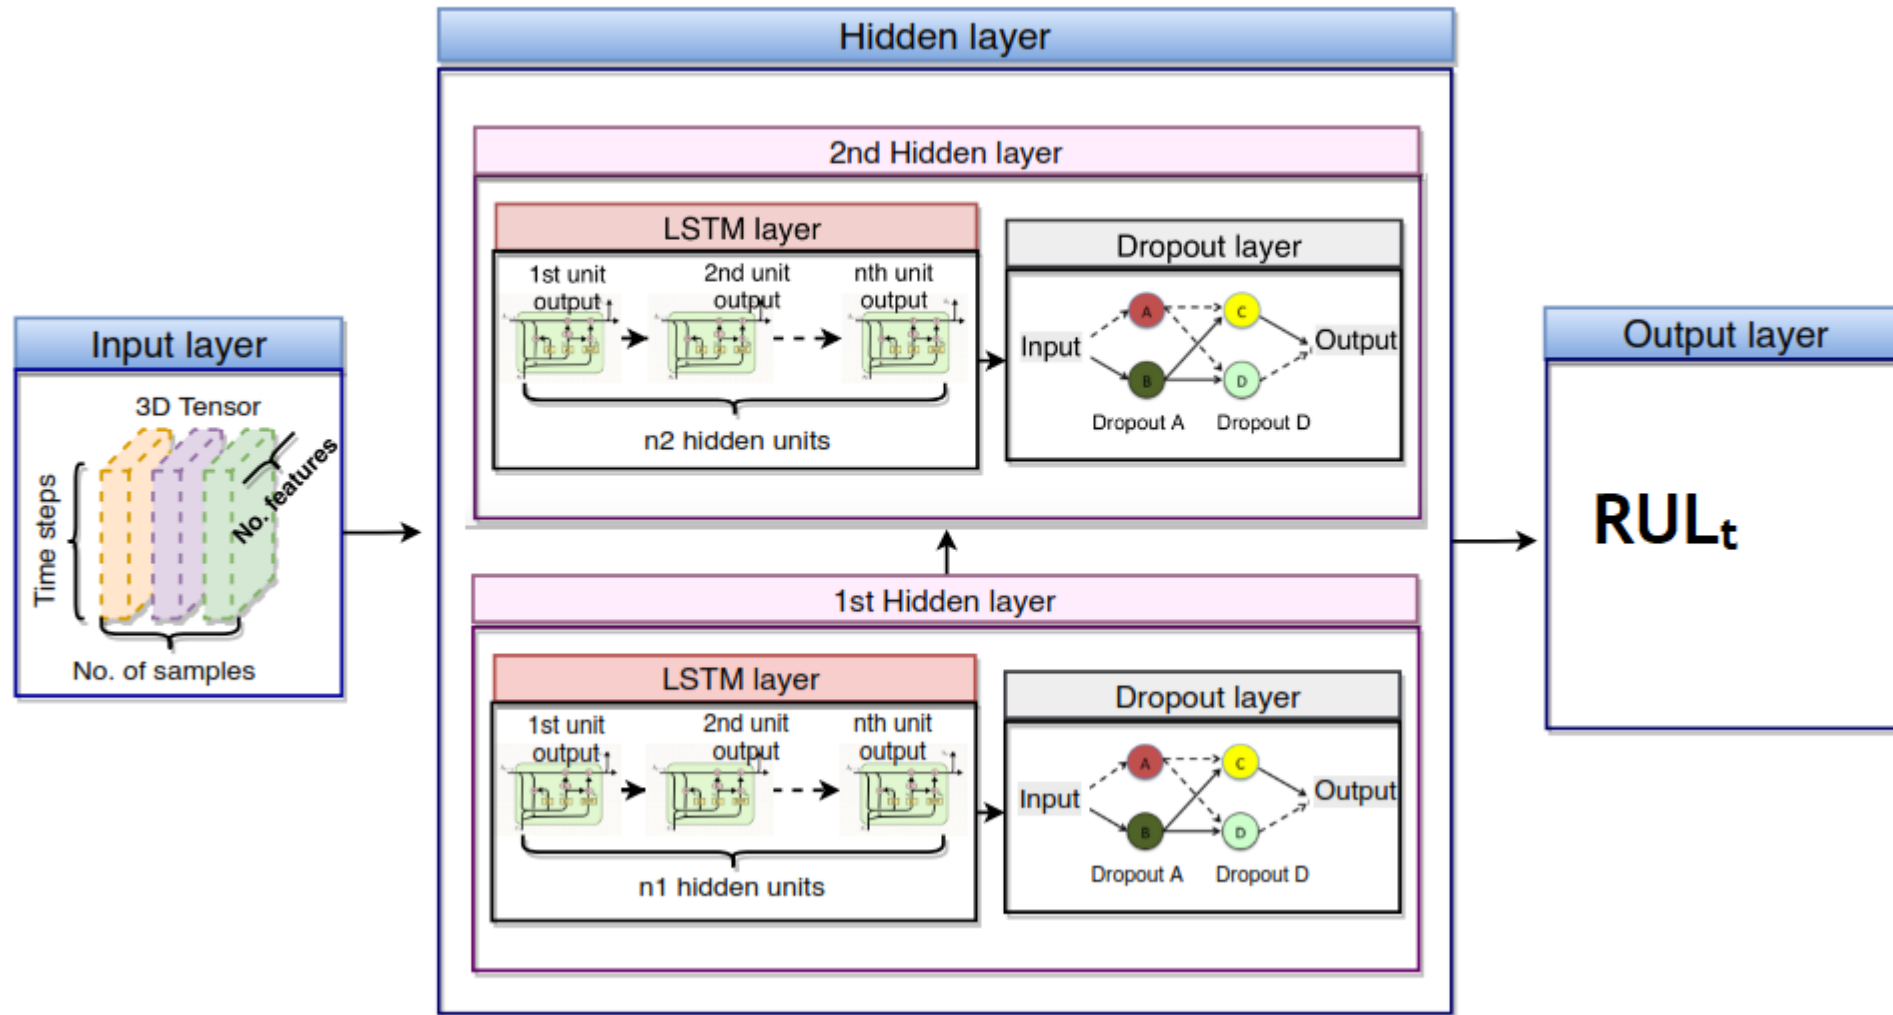 Hidden layer
2nd Hidden layer
LSTM layer
1st unit output
2nd unit output
nth unit output
n2 hidden units
Dropout layer
Input
A
B
C
D
Output
Dropout A
Dropout D
Input layer
3D Tensor
Time steps
No. features
No. of samples
1st Hidden layer
LSTM layer
1st unit output
2nd unit output
nth unit output
n1 hidden units
Dropout layer
Input
A
B
C
D
Output
Dropout A
Dropout D
Output layer
RULt